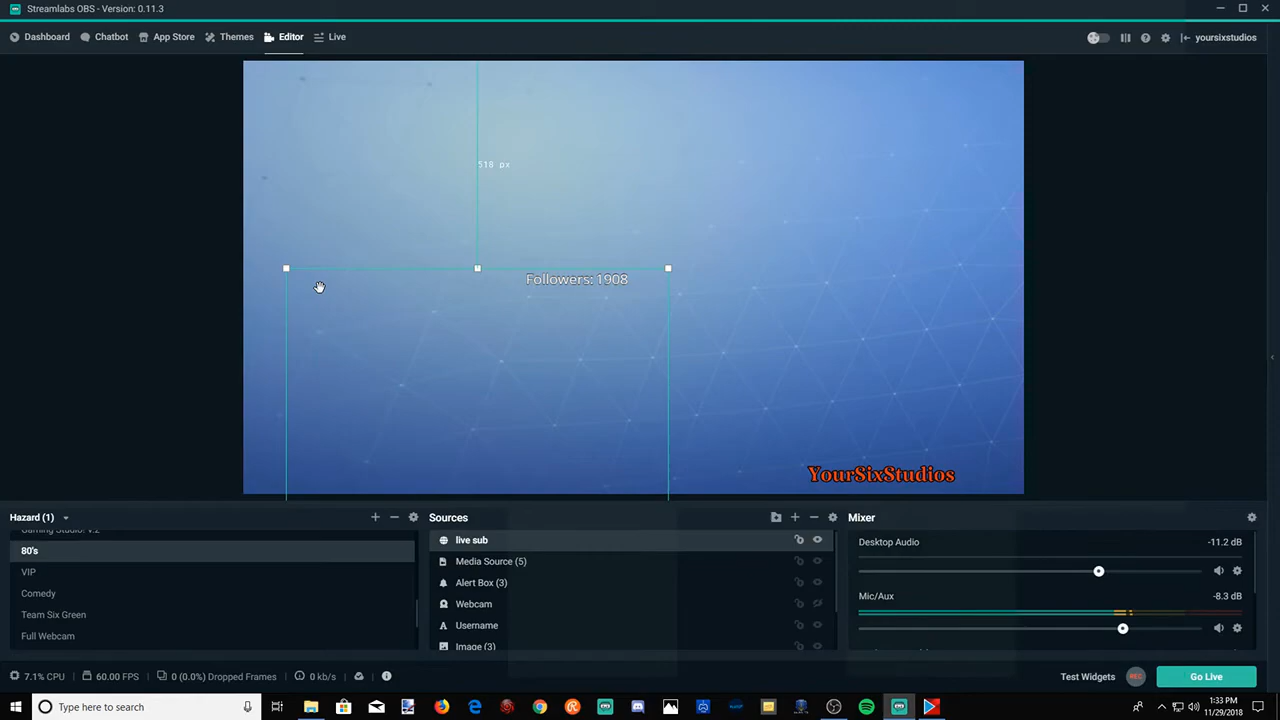 Streamlabs OBS - Version: 0.11.3
Dashboard Chatbot App Store Themes Editor Live yoursixstudios
518 px
Followers: 1908
YourSixStudios
Hazard (1) Sources Mixer
Gaming Studio: V.2
80's
VIP
Comedy
Team Six Green
Full Webcam
live sub
Media Source (5)
Alert Box (3)
Webcam
Username
Image (3)
Desktop Audio -11.2 dB
Mic/Aux -8.3 dB
7.1% CPU 60.00 FPS 0 (0.0%) Dropped Frames 0 kb/s Test Widgets REC Go Live
Type here to search
1:33 PM
11/29/2018